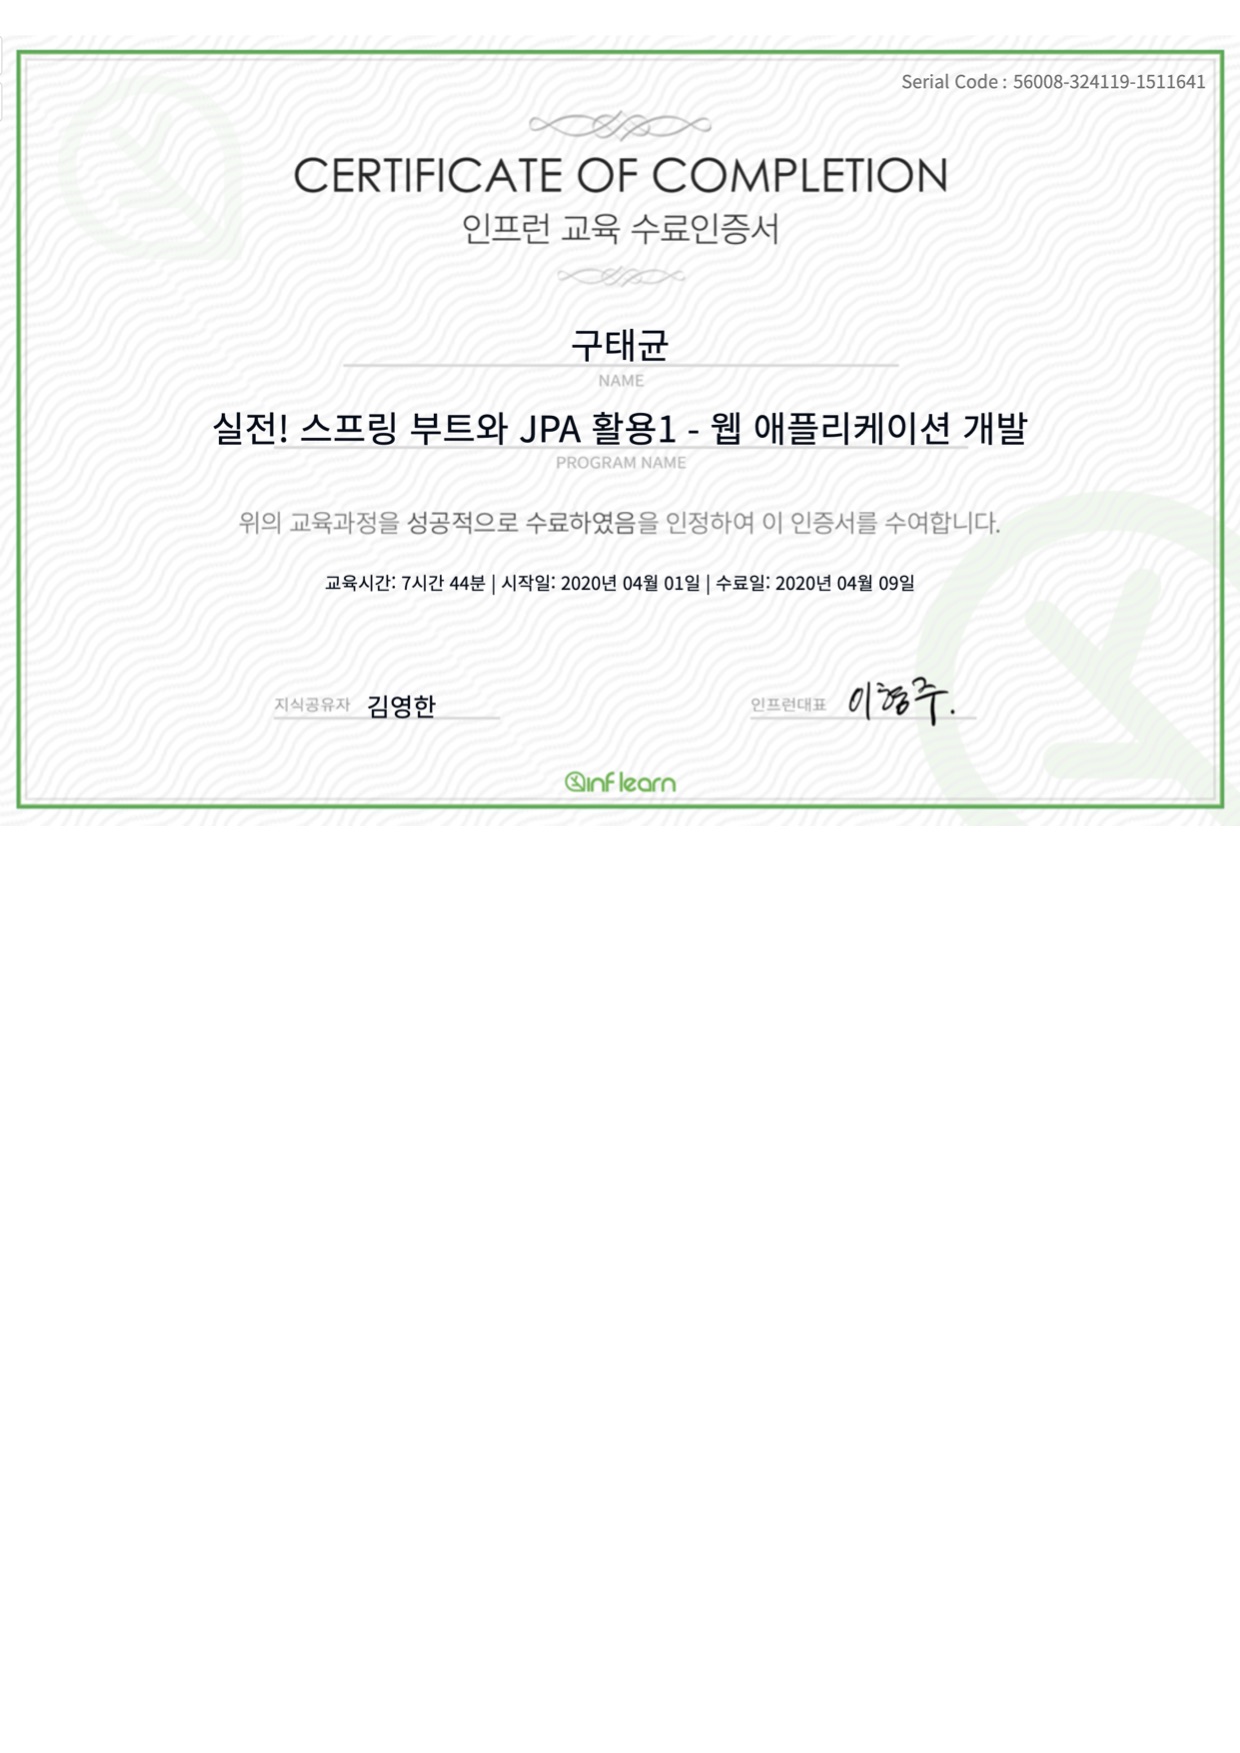 Serial Code : 56008-324119-1511641
CERTIFICATE OF COMPLETION
인프런 교육 수료인증서
구태균
NAME
실전! 스프링 부트와 JPA 활용1 - 웹 애플리케이션 개발
PROGRAM NAME
위의 교육과정을 성공적으로 수료하였음을 인정하여 이 인증서를 수여합니다.
교육시간: 7시간 44분 | 시작일: 2020년 04월 01일 | 수료일: 2020년 04월 09일
지식공유자 김영한
인프런대표 이형주.
inflearn